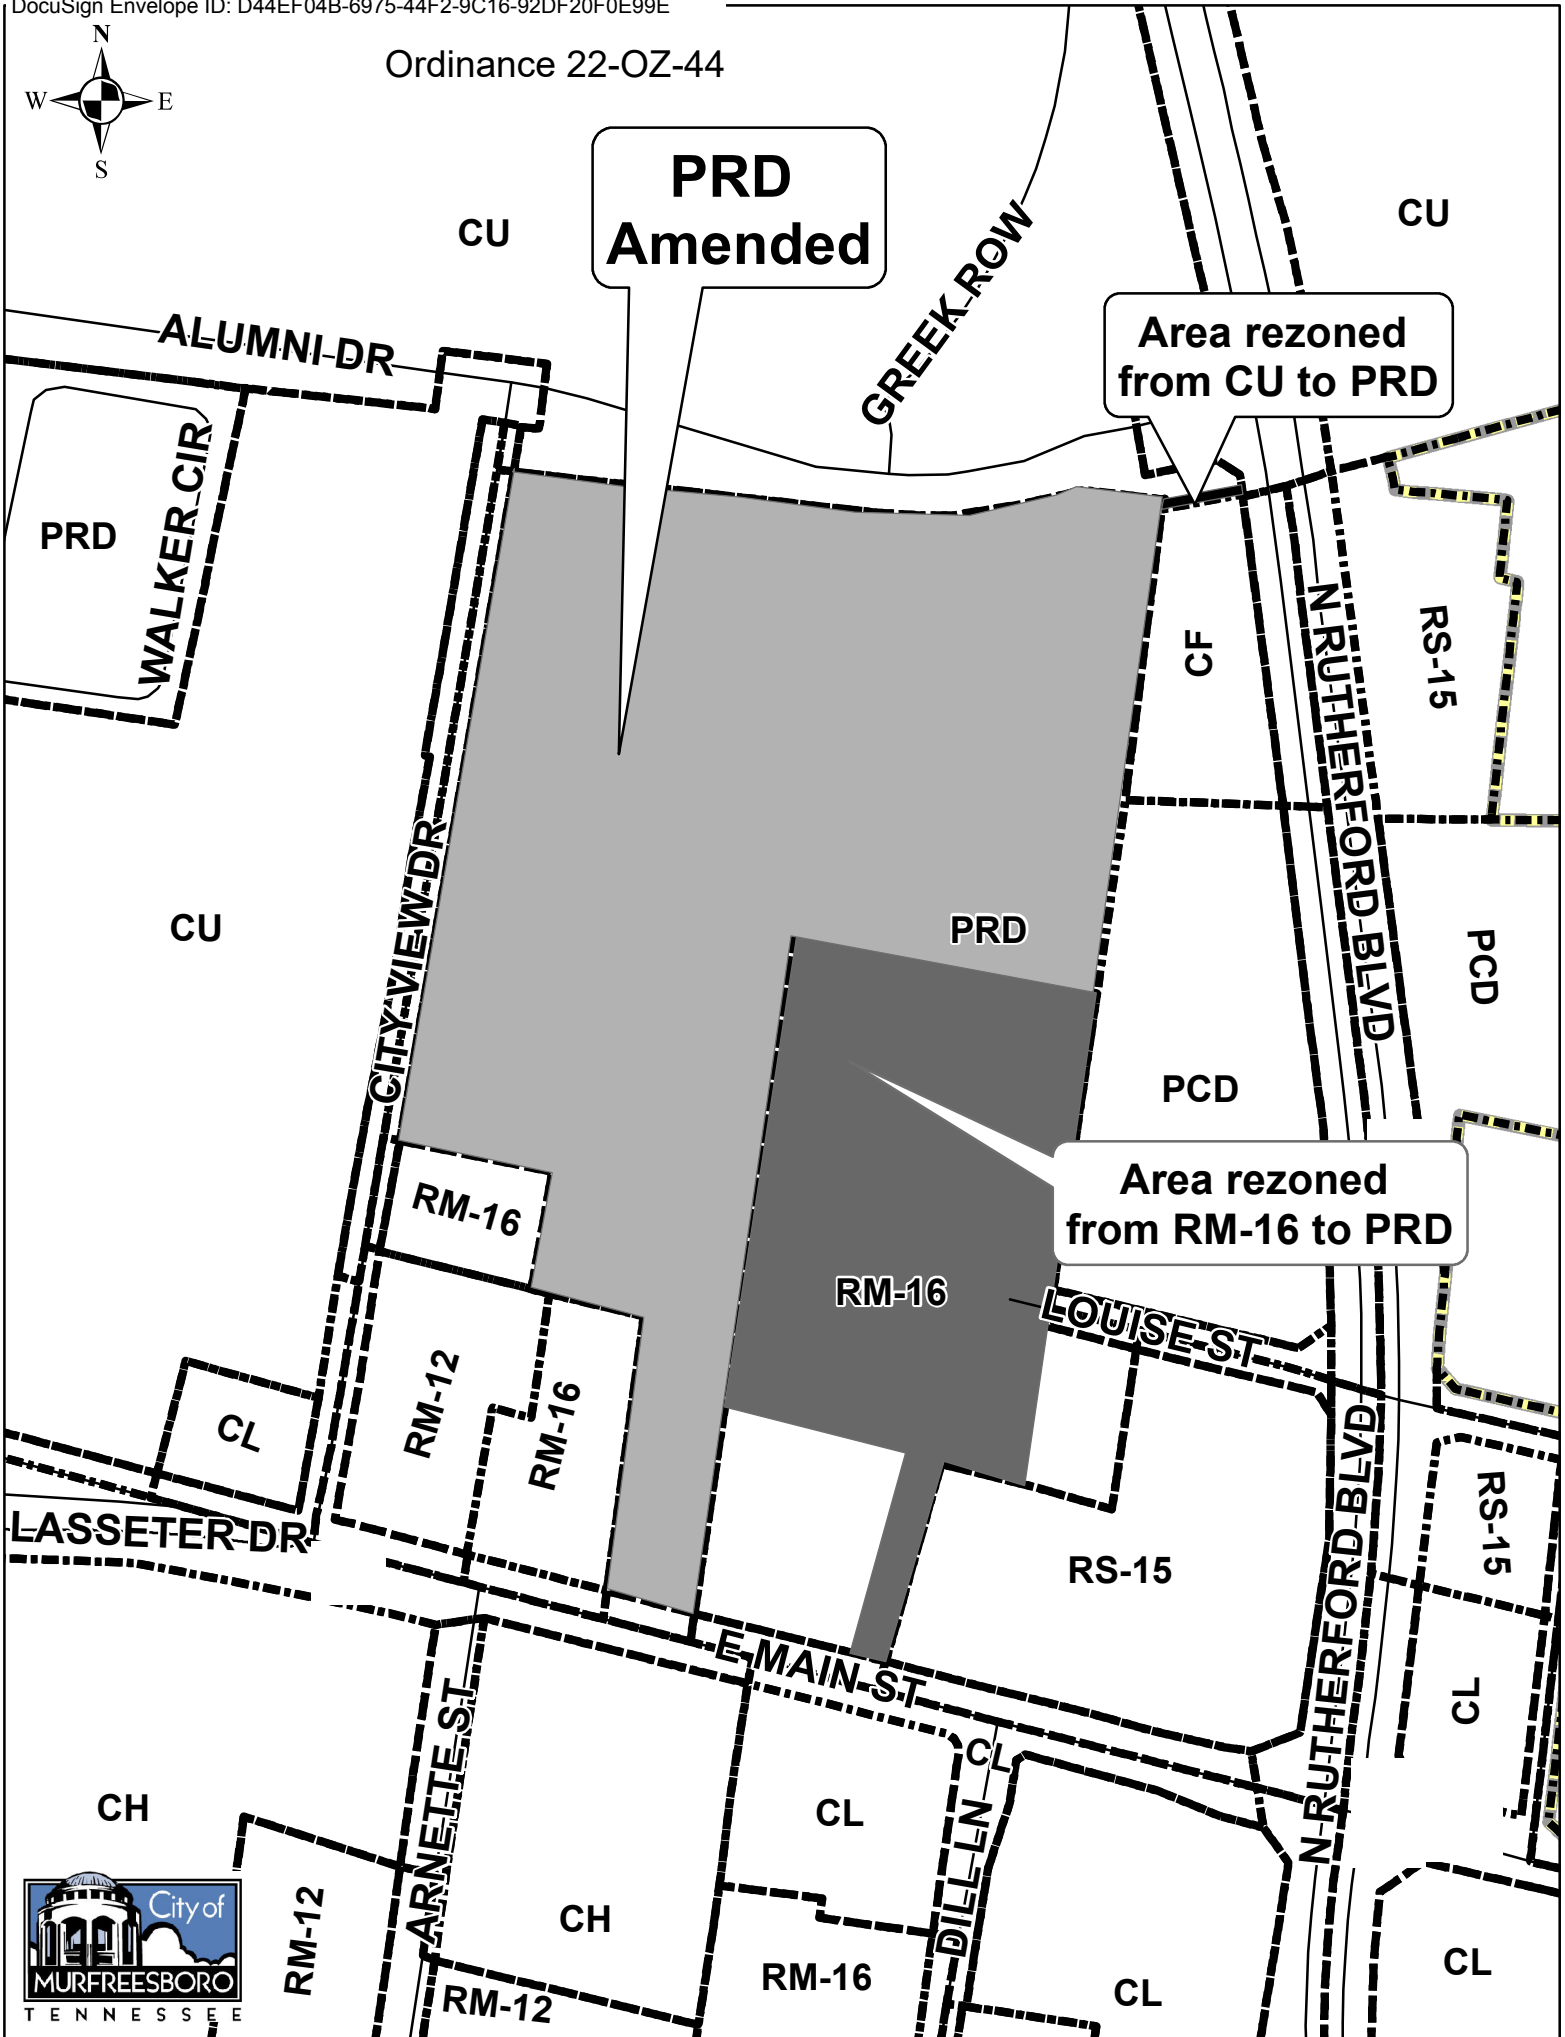 DocuSign Envelope ID: D44EF04B-6975-44F2-9C16-92DF20F0E99E
Ordinance 22-OZ-44
N
W E
S
PRD
Amended
CU
CU
GREEK ROW
Area rezoned
from CU to PRD
ALUMNI DR
WALKER CIR
PRD
CF
N RUTHERFORD BLVD
RS-15
CITY VIEW DR
CU
PRD
PCD
PCD
RM-16
Area rezoned
from RM-16 to PRD
RM-16
LOUISE ST
RM-12
RM-16
CL
LASSETER DR
RS-15
RS-15
N RUTHERFORD BLVD
E MAIN ST
CL
CL
ARNETTE ST
CH
CL
DILL LN
RM-12
CH
RM-16
CL
CL
RM-12
City of
MURFREESBORO
TENNESSEE